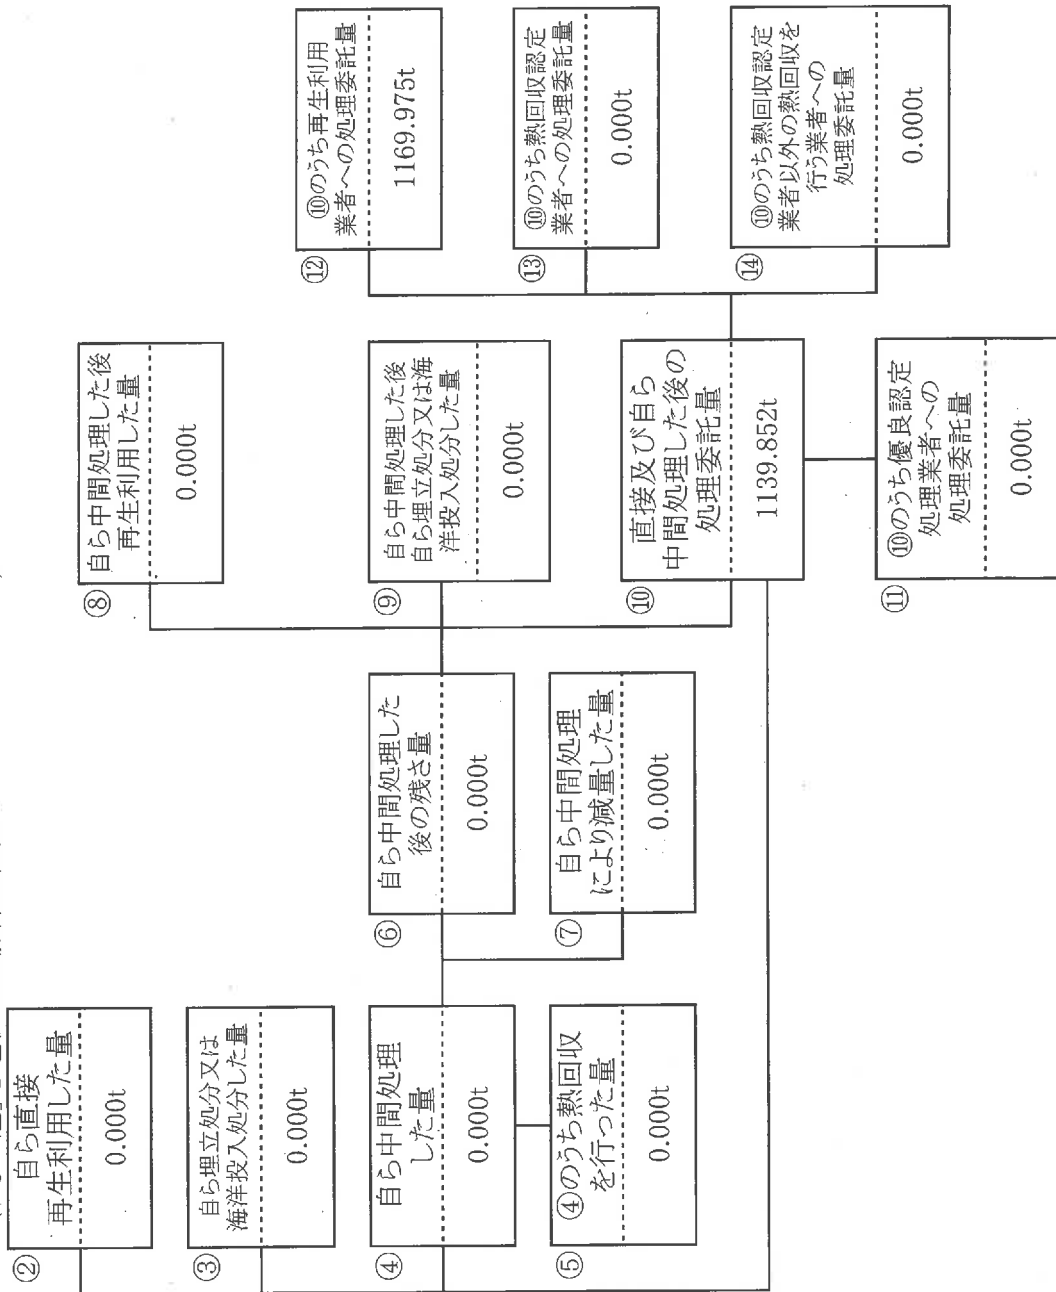 ②
自ら直接
再生利用した量
0.000t
③
自ら埋立処分又は
海洋投入処分した量
0.000t
④
自ら中間処理
した量
0.000t
⑤
④のうち熱回収
を行った量
0.000t
⑥
自ら中間処理した
後の残さ量
0.000t
⑦
自ら中間処理
により減量した量
0.000t
⑧
自ら中間処理した後
再生利用した量
0.000t
⑨
自ら中間処理した後
自ら埋立処分又は海
洋投入処分した量
0.000t
⑩
直接及び自ら
中間処理した後の
処理委託量
1139.852t
⑪
⑩のうち優良認定
処理業者への
処理委託量
0.000t
⑫
⑩のうち再生利用
業者への処理委託量
1169.975t
⑬
⑩のうち熱回収認定
業者への処理委託量
0.000t
⑭
⑩のうち熱回収認定
業者以外の熱回収を
行う業者への
処理委託量
0.000t